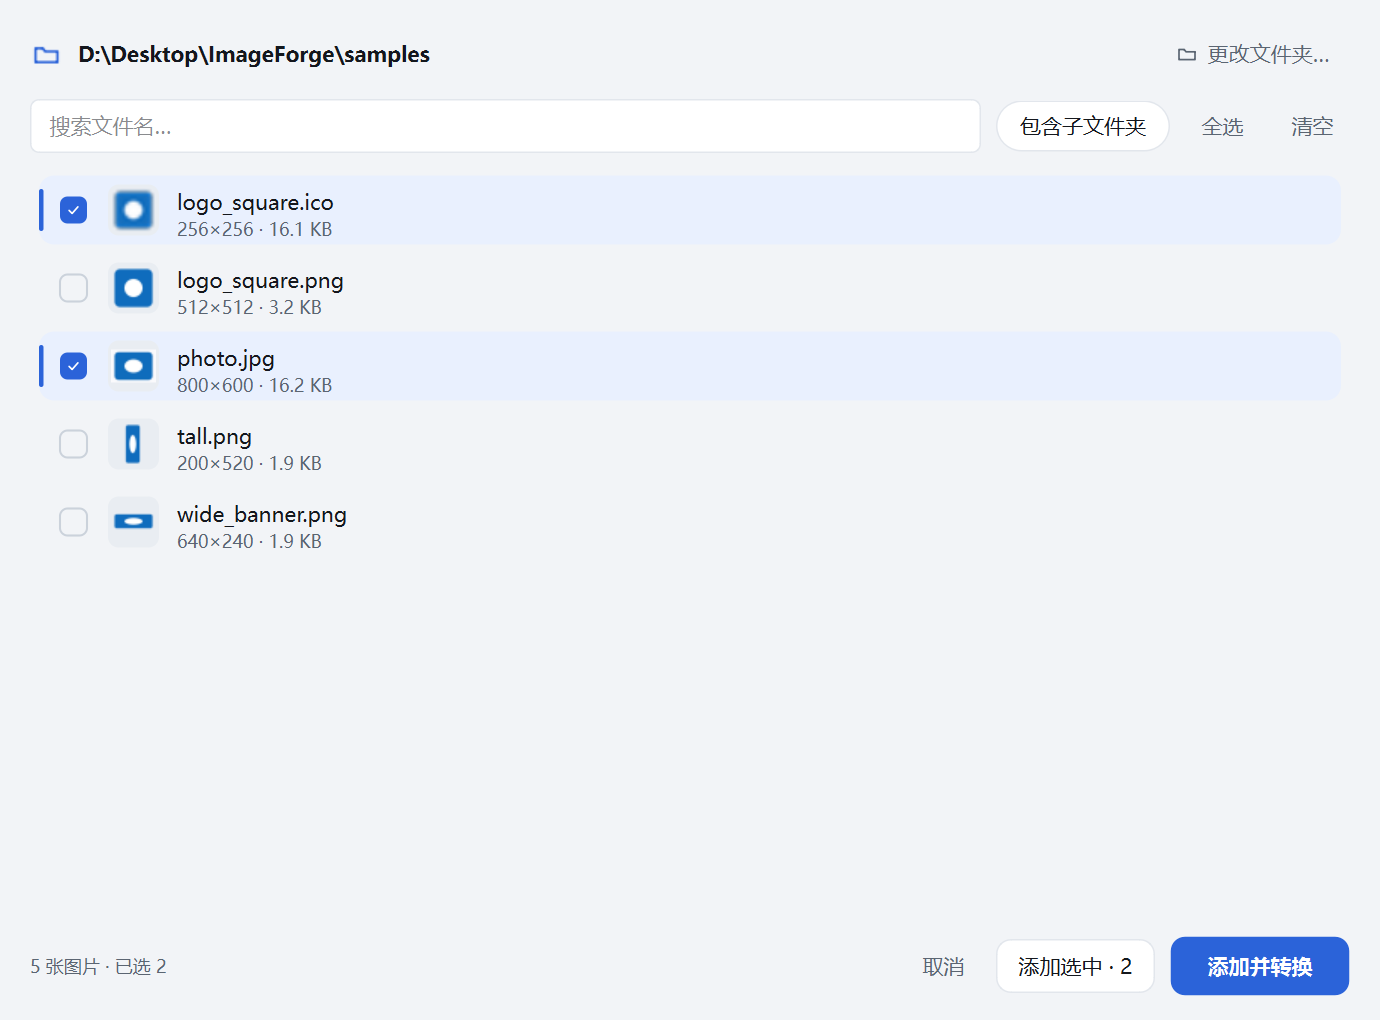 D:\Desktop\ImageForge\samples
更改文件夹...
搜索文件名...
包含子文件夹
全选
清空
logo_square.ico
256×256 · 16.1 KB
logo_square.png
512×512 · 3.2 KB
photo.jpg
800×600 · 16.2 KB
tall.png
200×520 · 1.9 KB
wide_banner.png
640×240 · 1.9 KB
5 张图片 · 已选 2
取消
添加选中 · 2
添加并转换